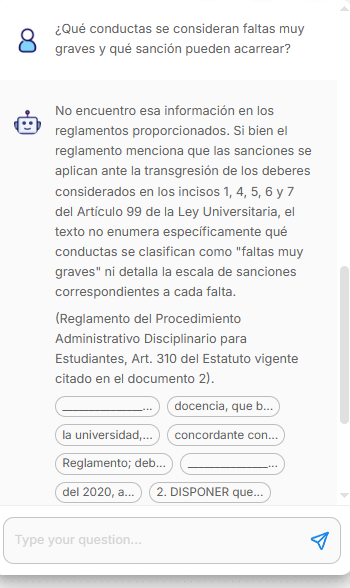 ¿Qué conductas se consideran faltas muy
graves y qué sanción pueden acarrear?
No encuentro esa información en los
reglamentos proporcionados. Si bien el
reglamento menciona que las sanciones se
aplican ante la transgresión de los deberes
considerados en los incisos 1, 4, 5, 6 y 7
del Artículo 99 de la Ley Universitaria, el
texto no enumera específicamente qué
conductas se clasifican como "faltas muy
graves" ni detalla la escala de sanciones
correspondientes a cada falta.
(Reglamento del Procedimiento
Administrativo Disciplinario para
Estudiantes, Art. 310 del Estatuto vigente
citado en el documento 2).
________________... docencia, que b...
la universidad,... concordante con...
Reglamento; deb... ________________...
del 2020, a... 2. DISPONER que...
Type your question...